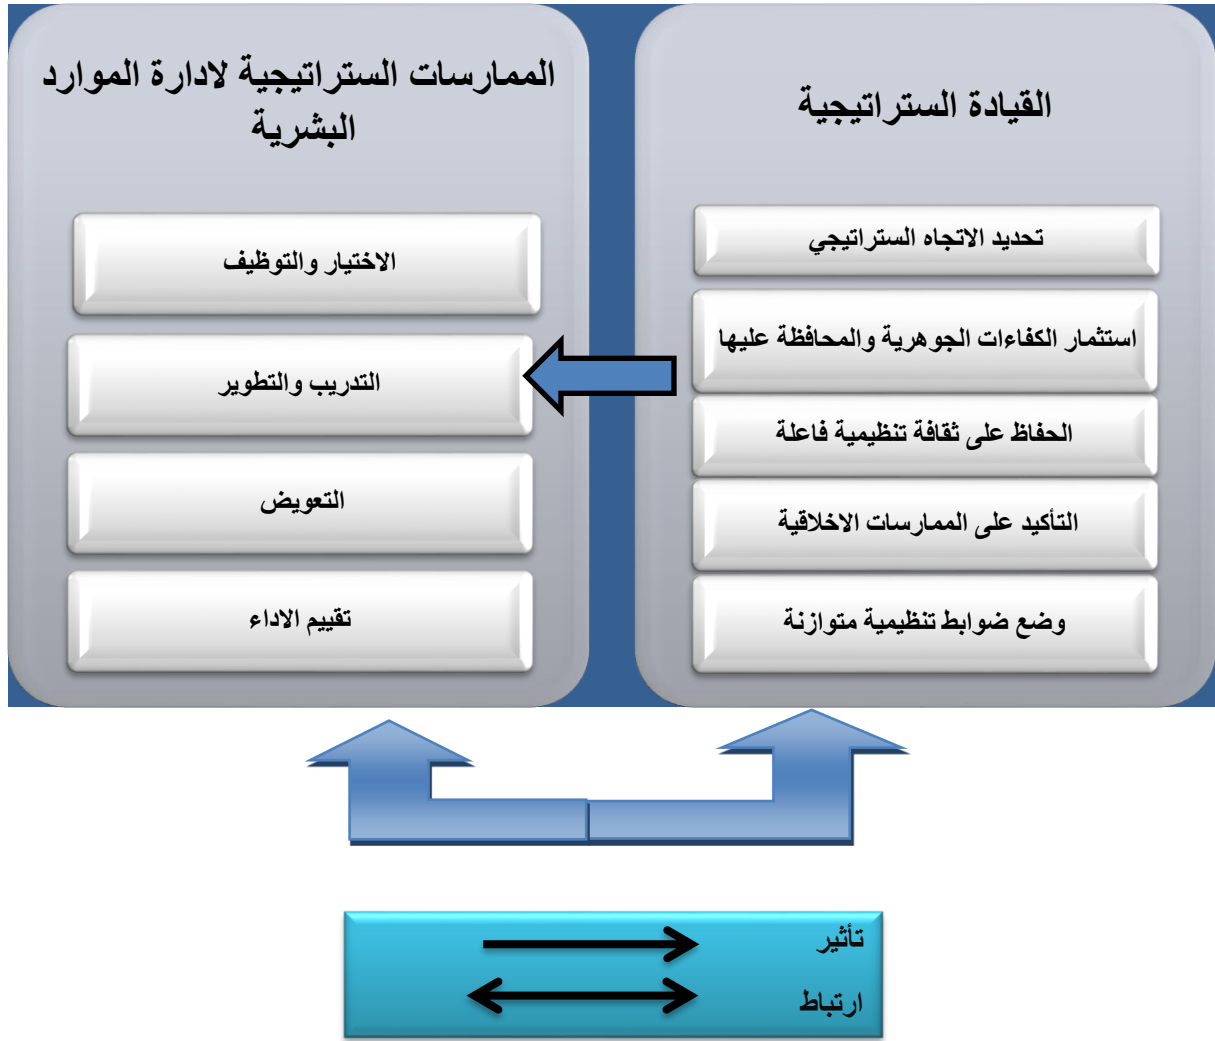 القيادة الستراتيجية
تحديد الاتجاه الستراتيجي
استثمار الكفاءات الجوهرية والمحافظة عليها
الحفاظ على ثقافة تنظيمية فاعلة
التأكيد على الممارسات الاخلاقية
وضع ضوابط تنظيمية متوازنة
الممارسات الستراتيجية لادارة الموارد
البشرية
الاختيار والتوظيف
التدريب والتطوير
التعويض
تقييم الاداء
تأثير
ارتباط